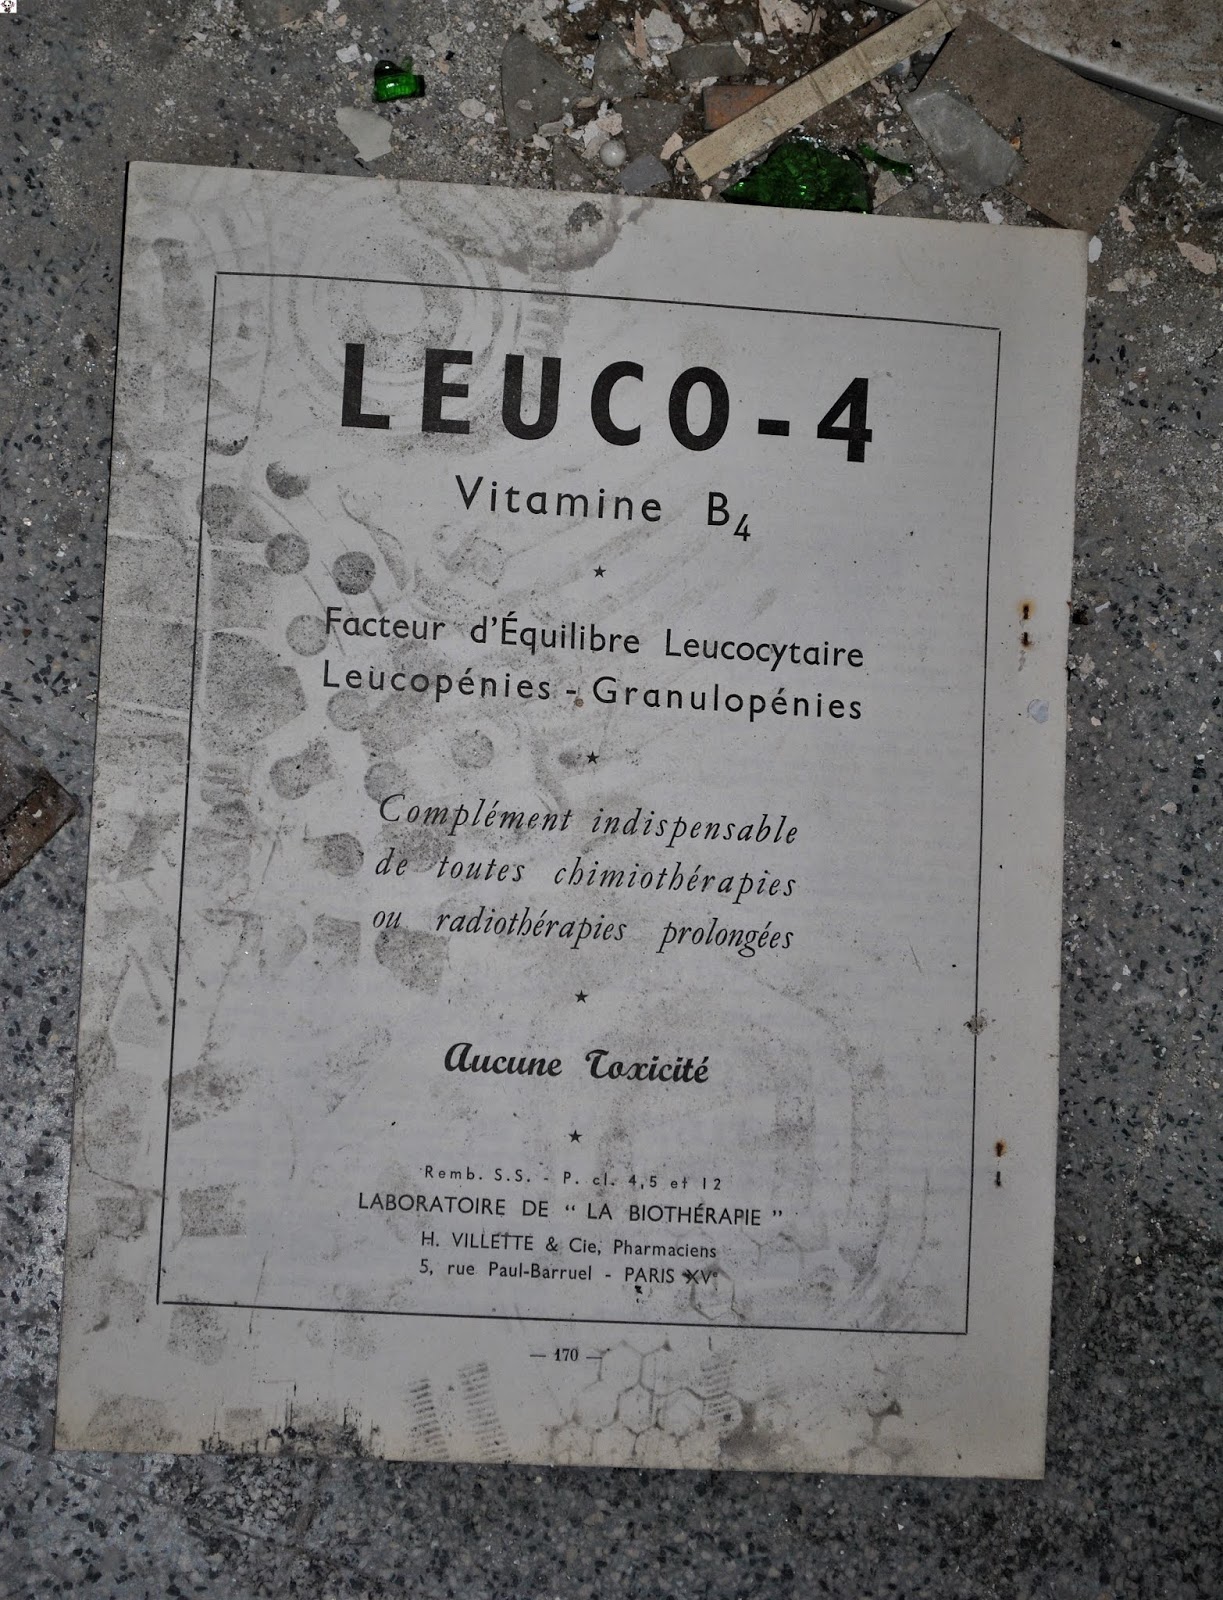 LEUCO-4
Vitamine B₄
Facteur d'Équilibre Leucocytaire
Leucopénies - Granulopénies
Complément indispensable
de toutes chimiothérapies
ou radiothérapies prolongées
Aucune Toxicité
Remb. S.S. - P. cl. 4,5 et 12
LABORATOIRE DE “ LA BIOTHÉRAPIE ”
H. VILLETTE & Cie, Pharmaciens
5, rue Paul-Barruel - PARIS XVᵉ
— 170 —